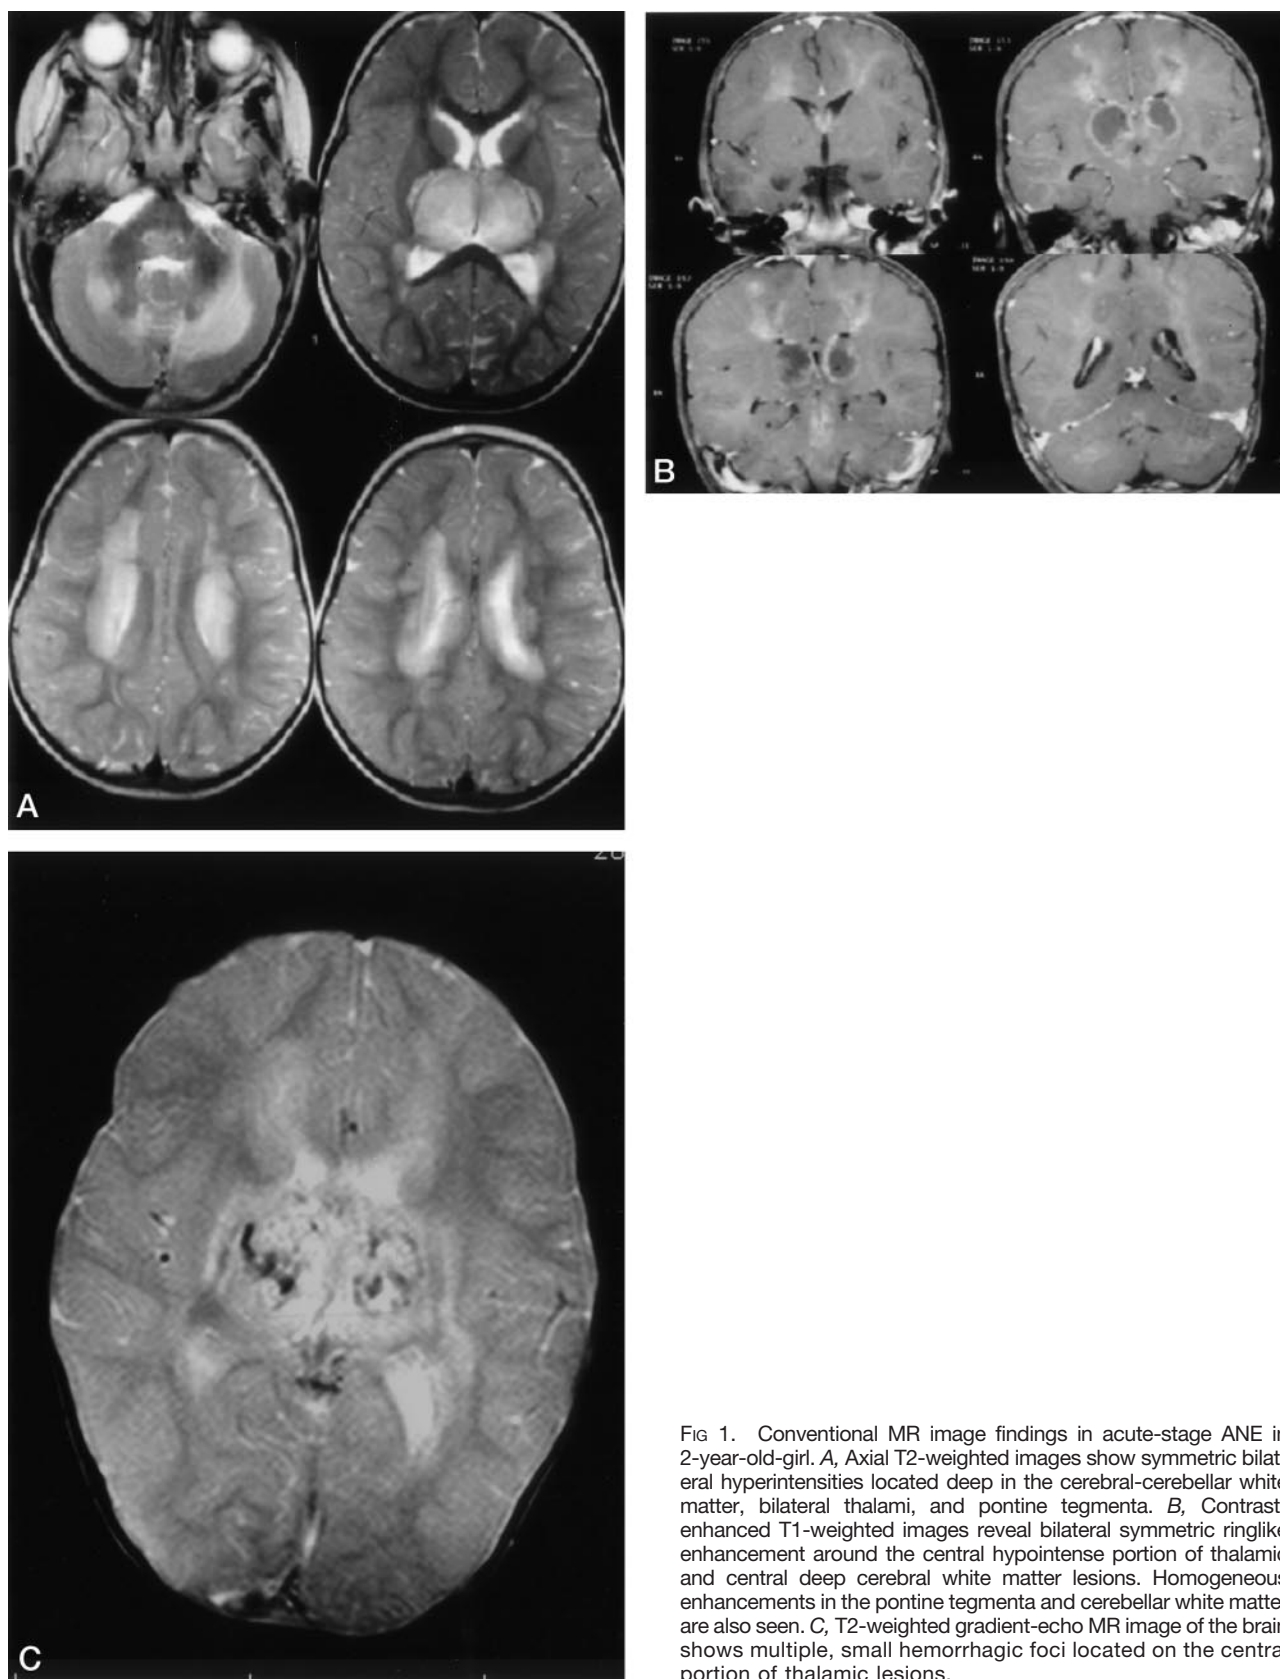 A
B
C
FIG 1. Conventional MR image findings in acute-stage ANE i
2-year-old-girl. A, Axial T2-weighted images show symmetric bilat
eral hyperintensities located deep in the cerebral-cerebellar white
matter, bilateral thalami, and pontine tegmenta. B, Contrast
enhanced T1-weighted images reveal bilateral symmetric ringlike
enhancement around the central hypointense portion of thalamic
and central deep cerebral white matter lesions. Homogeneous
enhancements in the pontine tegmenta and cerebellar white matte
are also seen. C, T2-weighted gradient-echo MR image of the brain
shows multiple, small hemorrhagic foci located on the centra
portion of thalamic lesions.